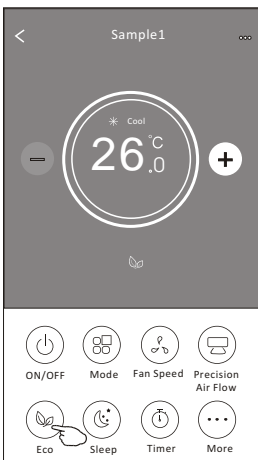 Sample1
Cool
26.0°C
ON/OFF Mode Fan Speed Precision
Air Flow
Eco Sleep Timer More